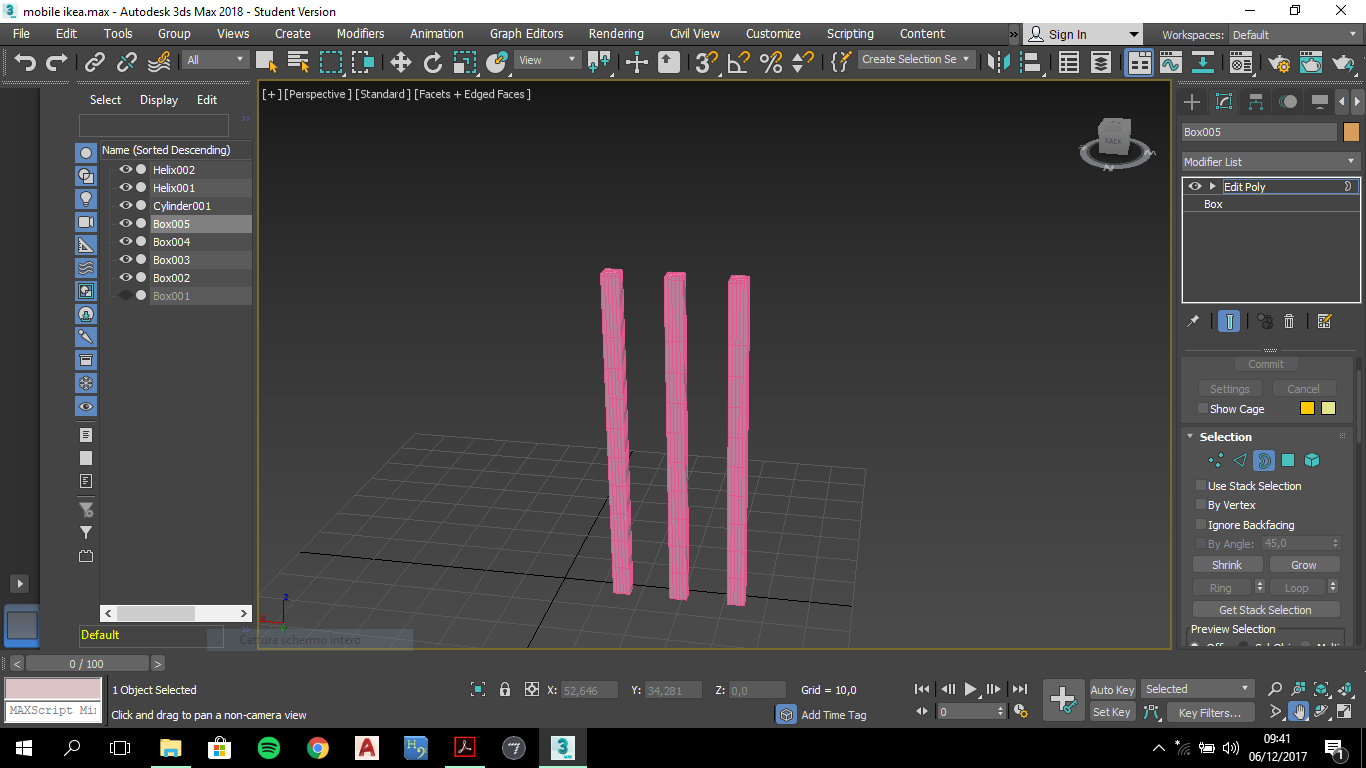 mobile ikea.max - Autodesk 3ds Max 2018 - Student Version
File Edit Tools Group Views Create Modifiers Animation Graph Editors Rendering Civil View Customize Scripting Content » Sign In Workspaces: Default
All View Create Selection Se
Select Display Edit
Name (Sorted Descending)
Helix002
Helix001
Cylinder001
Box005
Box004
Box003
Box002
Box001
Default
Cattura schermo intero
[+] [Perspective] [Standard] [Facets + Edged Faces]
BACK
N
z
Box005
Modifier List
Edit Poly
Box
Commit
Settings Cancel
Show Cage
Selection
Use Stack Selection
By Vertex
Ignore Backfacing
By Angle: 45,0
Shrink Grow
Ring Loop
Get Stack Selection
Preview Selection
< 0 / 100 >
1 Object Selected X: 52,646 Y: 34,281 Z: 0,0 Grid = 10,0 Auto Key Selected
MAXScript Mi
Click and drag to pan a non-camera view Add Time Tag 0 Set Key Key Filters...
09:41
06/12/2017
1